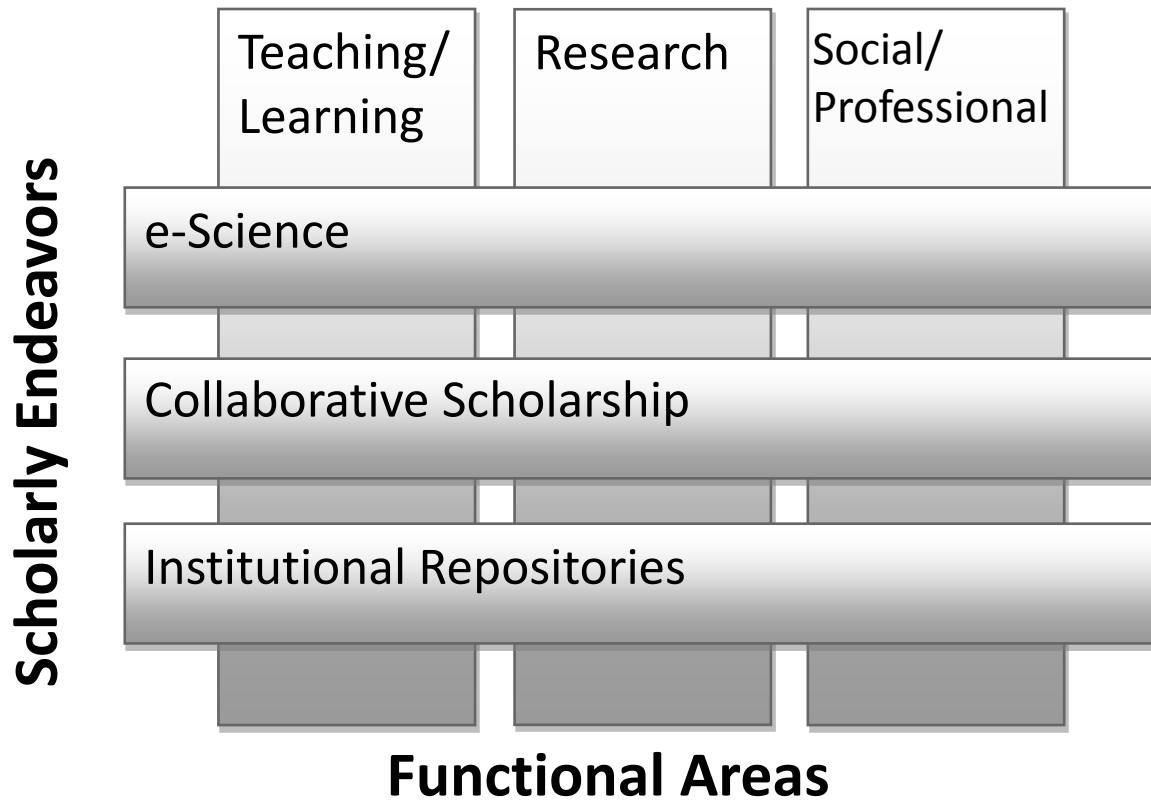 Teaching/
Learning
Research
Social/
Professional
Scholarly Endeavors
e-Science
Collaborative Scholarship
Institutional Repositories
Functional Areas